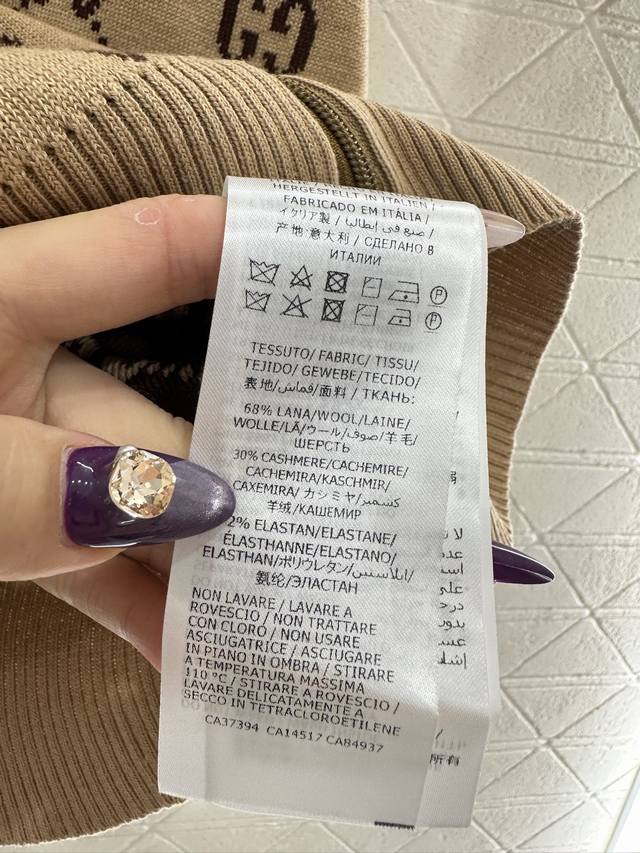 HERGESTELLT IN ITALIEN /
FABRICADO EM ITÁLIA /
イタリア製 / صنع في ايطاليا /
产地:意大利 / СДЕЛАНО В
ИТАЛИИ
P
P
TESSUTO/ FABRIC/ TISSU/
TEJIDO/ GEWEBE/TECIDO/
表地/قماش/面料 / ТКАНЬ:
68% LANA/WOOL/LAINE/
WOLLE/LÃ/ウール/صوف/羊毛/
ШЕРСТЬ
30% CASHMERE/CACHEMIRE/
CACHEMIRA/KASCHMIR/
CAXEMIRA/ カシミヤ/كشمير/
羊绒/КАШЕМИР
2% ELASTAN/ELASTANE/
ÉLASTHANNE/ELASTANO/
ELASTHAN/ポリウレタン/ايلاستين/
氨纶/ЭЛАСТАН
NON LAVARE / LAVARE A
ROVESCIO / NON TRATTARE
CON CLORO / NON USARE
ASCIUGATRICE / ASCIUGARE
IN PIANO IN OMBRA / STIRARE
A TEMPERATURA MASSIMA
110 °C / STIRARE A ROVESCIO /
LAVARE DELICATAMENTE A
SECCO IN TETRACLOROETILENE
CA37394 CA14517 CA84937
所有